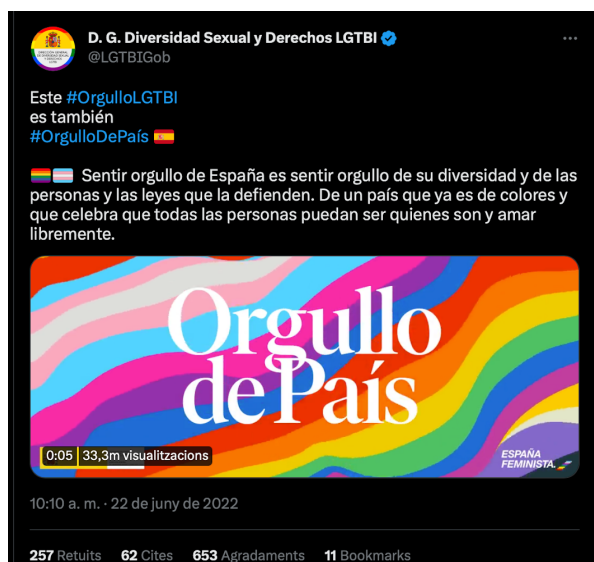 D. G. Diversidad Sexual y Derechos LGTBI
@LGTBIGob
Este #OrgulloLGTBI
es también
#OrgulloDePaís
Sentir orgullo de España es sentir orgullo de su diversidad y de las
personas y las leyes que la defienden. De un país que ya es de colores y
que celebra que todas las personas puedan ser quienes son y amar
libremente.
Orgullo
de País
0:05 33,3m visualitzacions
ESPAÑA
FEMINISTA.
10:10 a. m. · 22 de juny de 2022
257 Retuits 62 Cites 653 Agradaments 11 Bookmarks